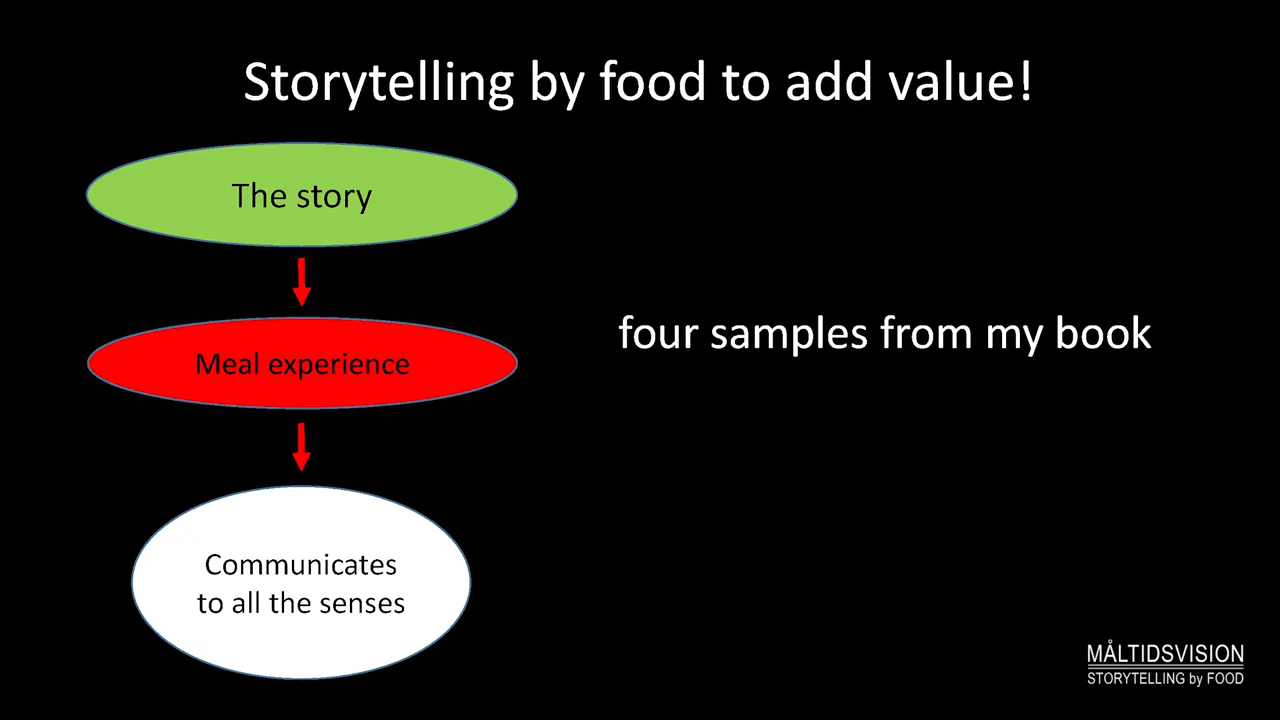 Storytelling by food to add value!
The story
Meal experience
Communicates
to all the senses
four samples from my book
MÅLTIDSVISION
STORYTELLING by FOOD